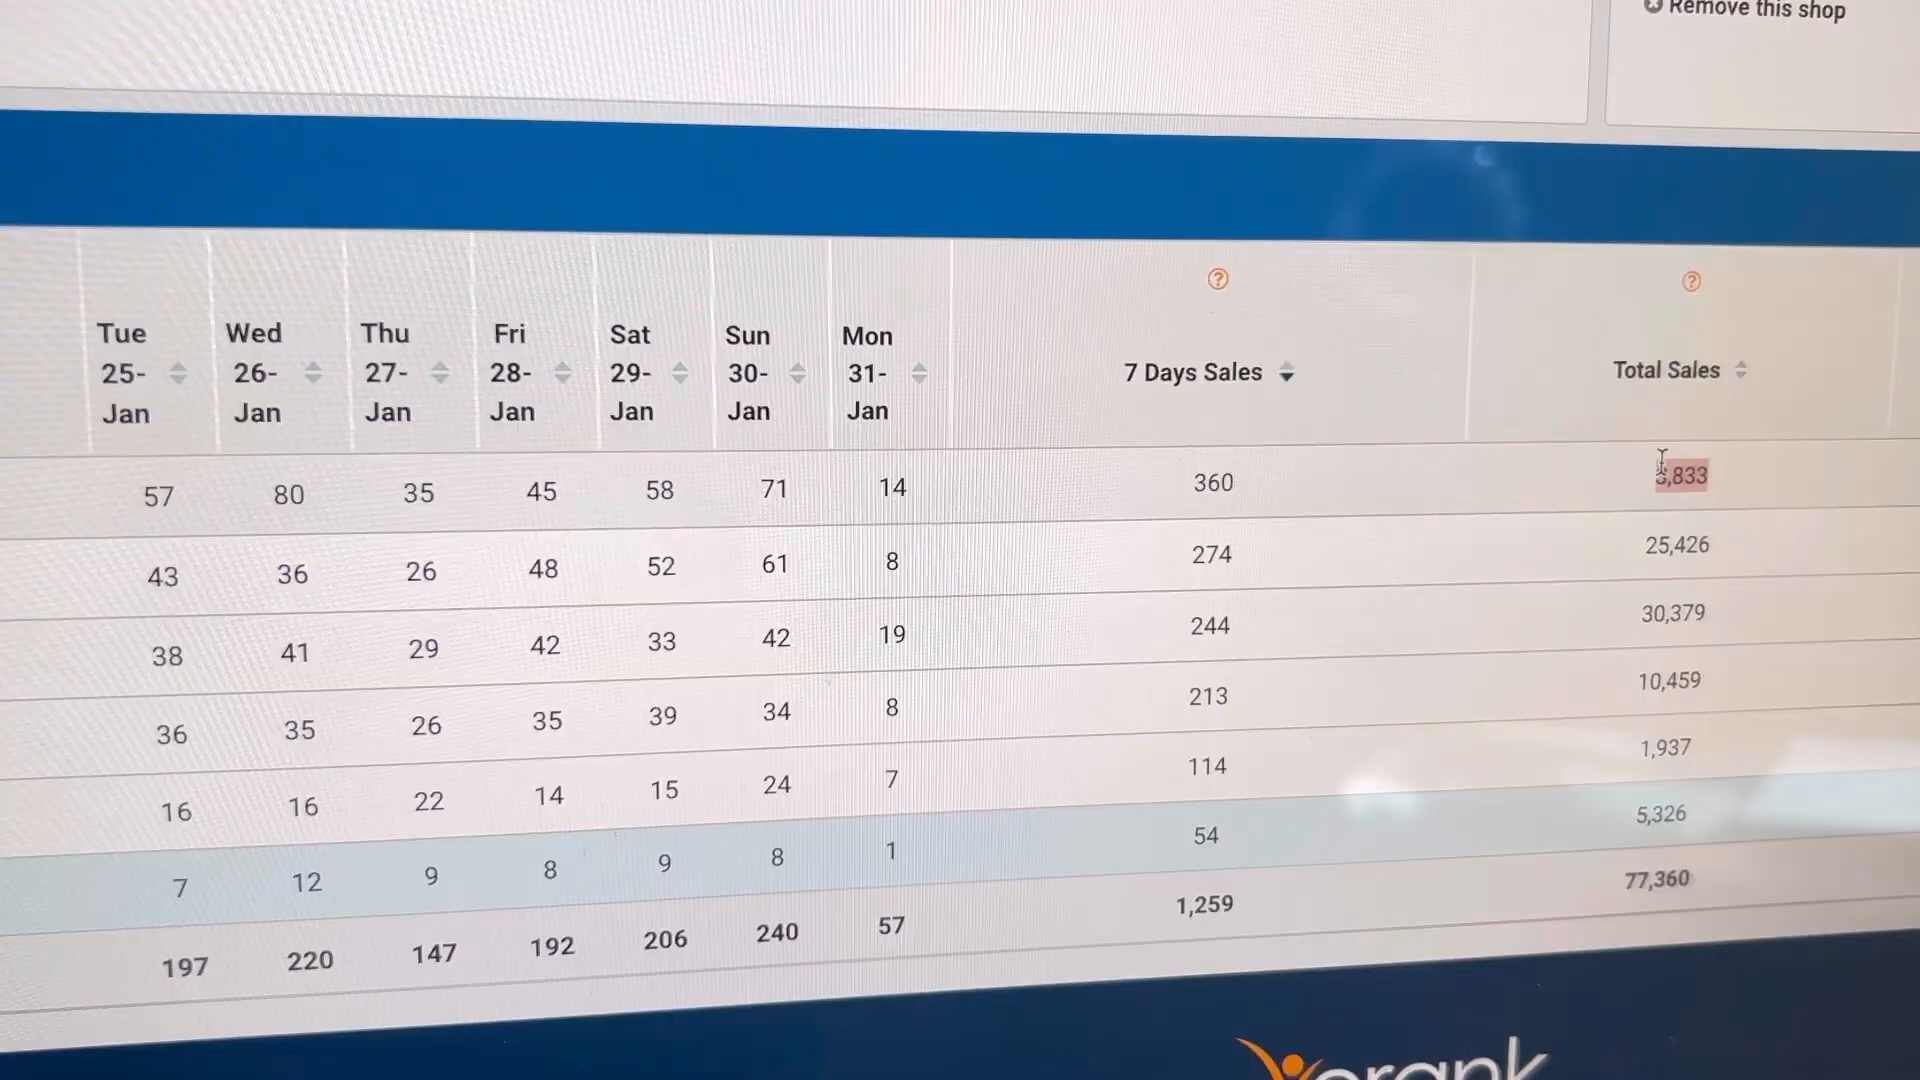 Remove this shop
Tue Wed Thu Fri Sat Sun Mon
25- 26- 27- 28- 29- 30- 31- 7 Days Sales Total Sales
Jan Jan Jan Jan Jan Jan Jan
57 80 35 45 58 71 14 360 3,833
43 36 26 48 52 61 8 274 25,426
38 41 29 42 33 42 19 244 30,379
36 35 26 35 39 34 8 213 10,459
16 16 22 14 15 24 7 114 1,937
7 12 9 8 9 8 1 54 5,326
197 220 147 192 206 240 57 1,259 77,360
erank